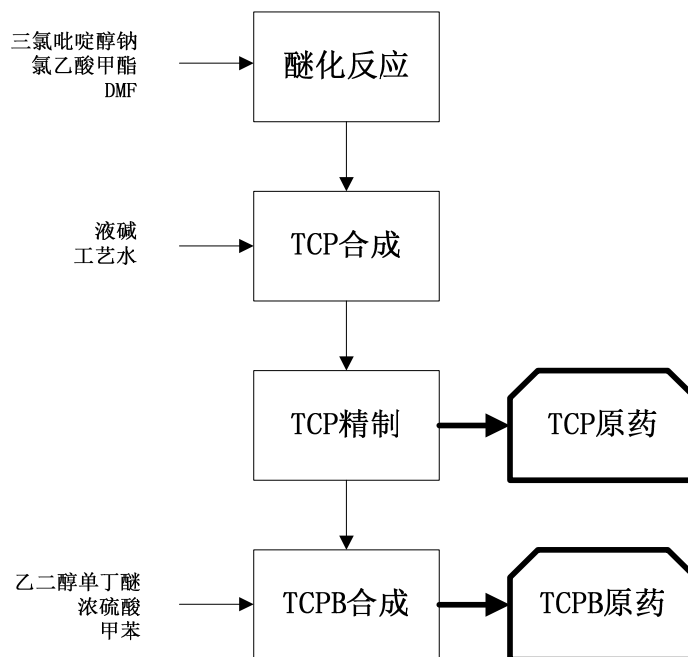 三氯吡啶醇钠
氯乙酸甲酯
DMF
醚化反应
液碱
工艺水
TCP合成
TCP精制
TCP原药
乙二醇单丁醚
浓硫酸
甲苯
TCPB合成
TCPB原药